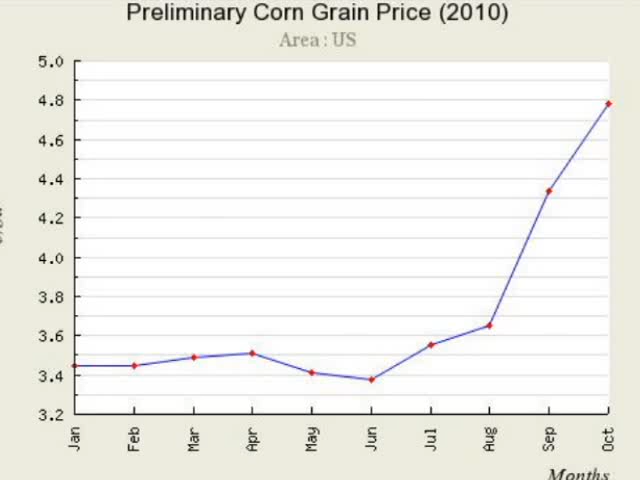 Preliminary Corn Grain Price (2010)
Area : US
5.0
4.8
4.6
4.4
4.2
4.0
3.8
3.6
3.4
3.2
Jan Feb Mar Apr May Jun Jul Aug Sep Oct
Months